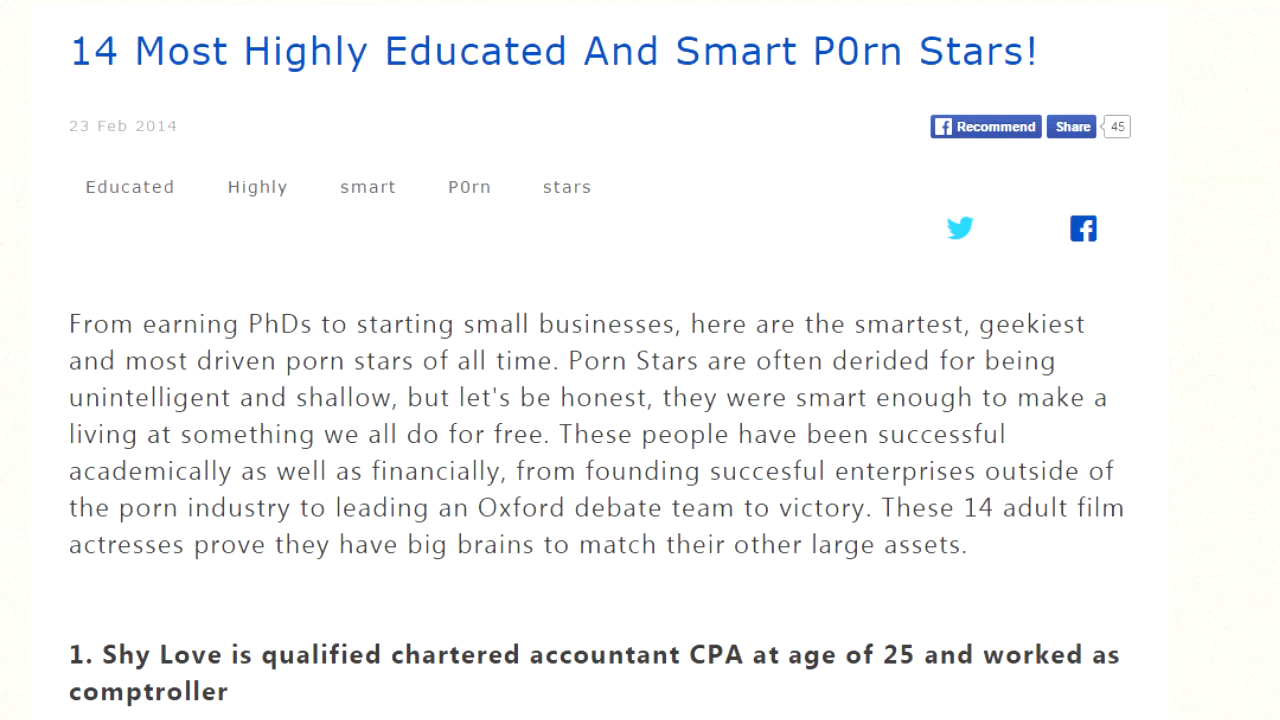 14 Most Highly Educated And Smart P0rn Stars!
23 Feb 2014
Recommend Share 45
Educated Highly smart P0rn stars
From earning PhDs to starting small businesses, here are the smartest, geekiest
and most driven porn stars of all time. Porn Stars are often derided for being
unintelligent and shallow, but let's be honest, they were smart enough to make a
living at something we all do for free. These people have been successful
academically as well as financially, from founding succesful enterprises outside of
the porn industry to leading an Oxford debate team to victory. These 14 adult film
actresses prove they have big brains to match their other large assets.
1. Shy Love is qualified chartered accountant CPA at age of 25 and worked as
comptroller